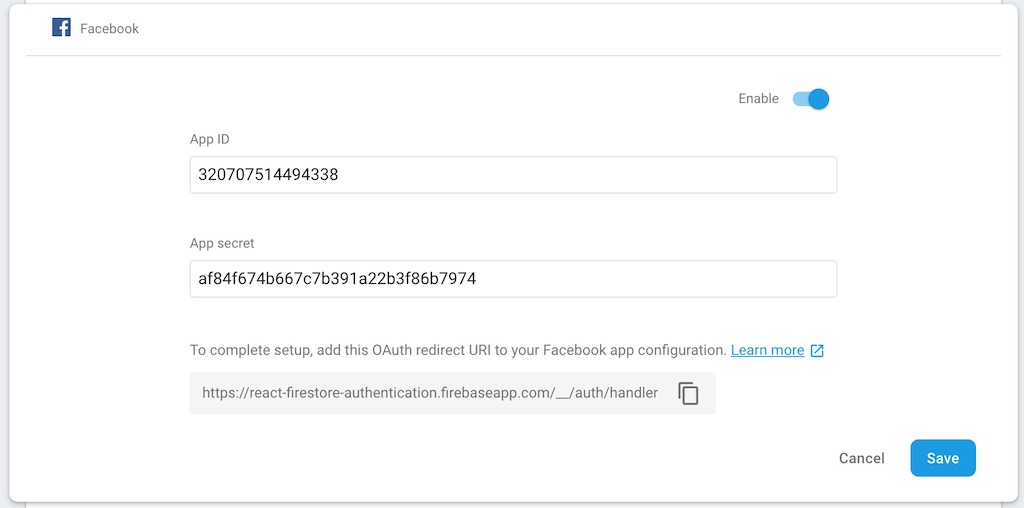 Facebook
Enable
App ID
320707514494338
App secret
af84f674b667c7b391a22b3f86b7974
To complete setup, add this OAuth redirect URI to your Facebook app configuration. Learn more
https://react-firestore-authentication.firebaseapp.com/__/auth/handler
Cancel Save